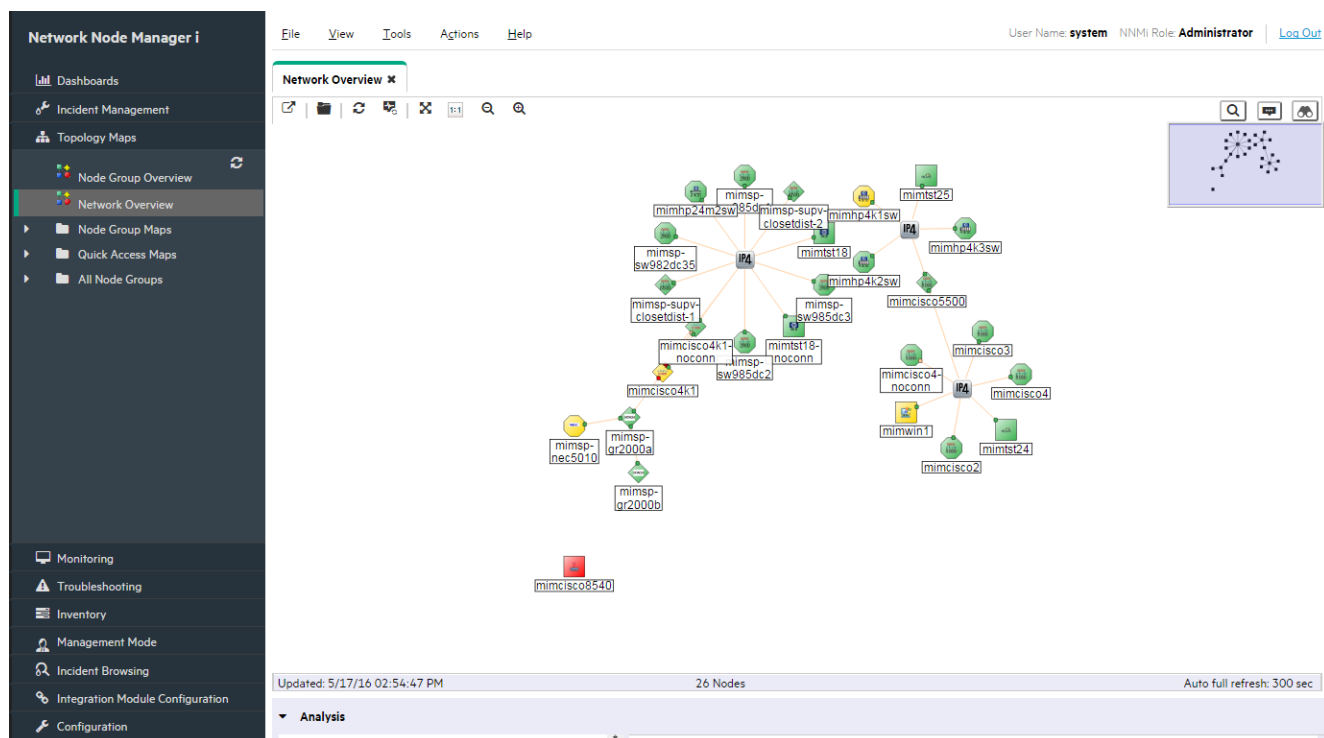 Network Node Manager i
File View Tools Actions Help
User Name: system NNMi Role: Administrator Log Out
Dashboards
Incident Management
Topology Maps
Node Group Overview
Network Overview
Node Group Maps
Quick Access Maps
All Node Groups
Monitoring
Troubleshooting
Inventory
Management Mode
Incident Browsing
Integration Module Configuration
Configuration
Network Overview
1:1
mimhp24m2sw
mimsp-
mimsp-supv-
closetdist-2
mimtst18
mimsp-
sw982dc35
IP4
mimsp-supv-
closetdist-1
mimsp-
sw985dc3
mimcisco4k1-
noconn
mimtst18-
noconn
sw985dc2
mimhp4k1sw
mimtst25
IP4
mimhp4k3sw
mimhp4k2sw
mimcisco5500
mimcisco3
mimcisco4-
noconn
IP4
mimcisco4
mimwin1
mimtst24
mimcisco2
mimcisco4k1
mimsp-
nec5010
mimsp-
gr2000a
mimsp-
gr2000b
mimcisco8540
Updated: 5/17/16 02:54:47 PM
26 Nodes
Auto full refresh: 300 sec
Analysis